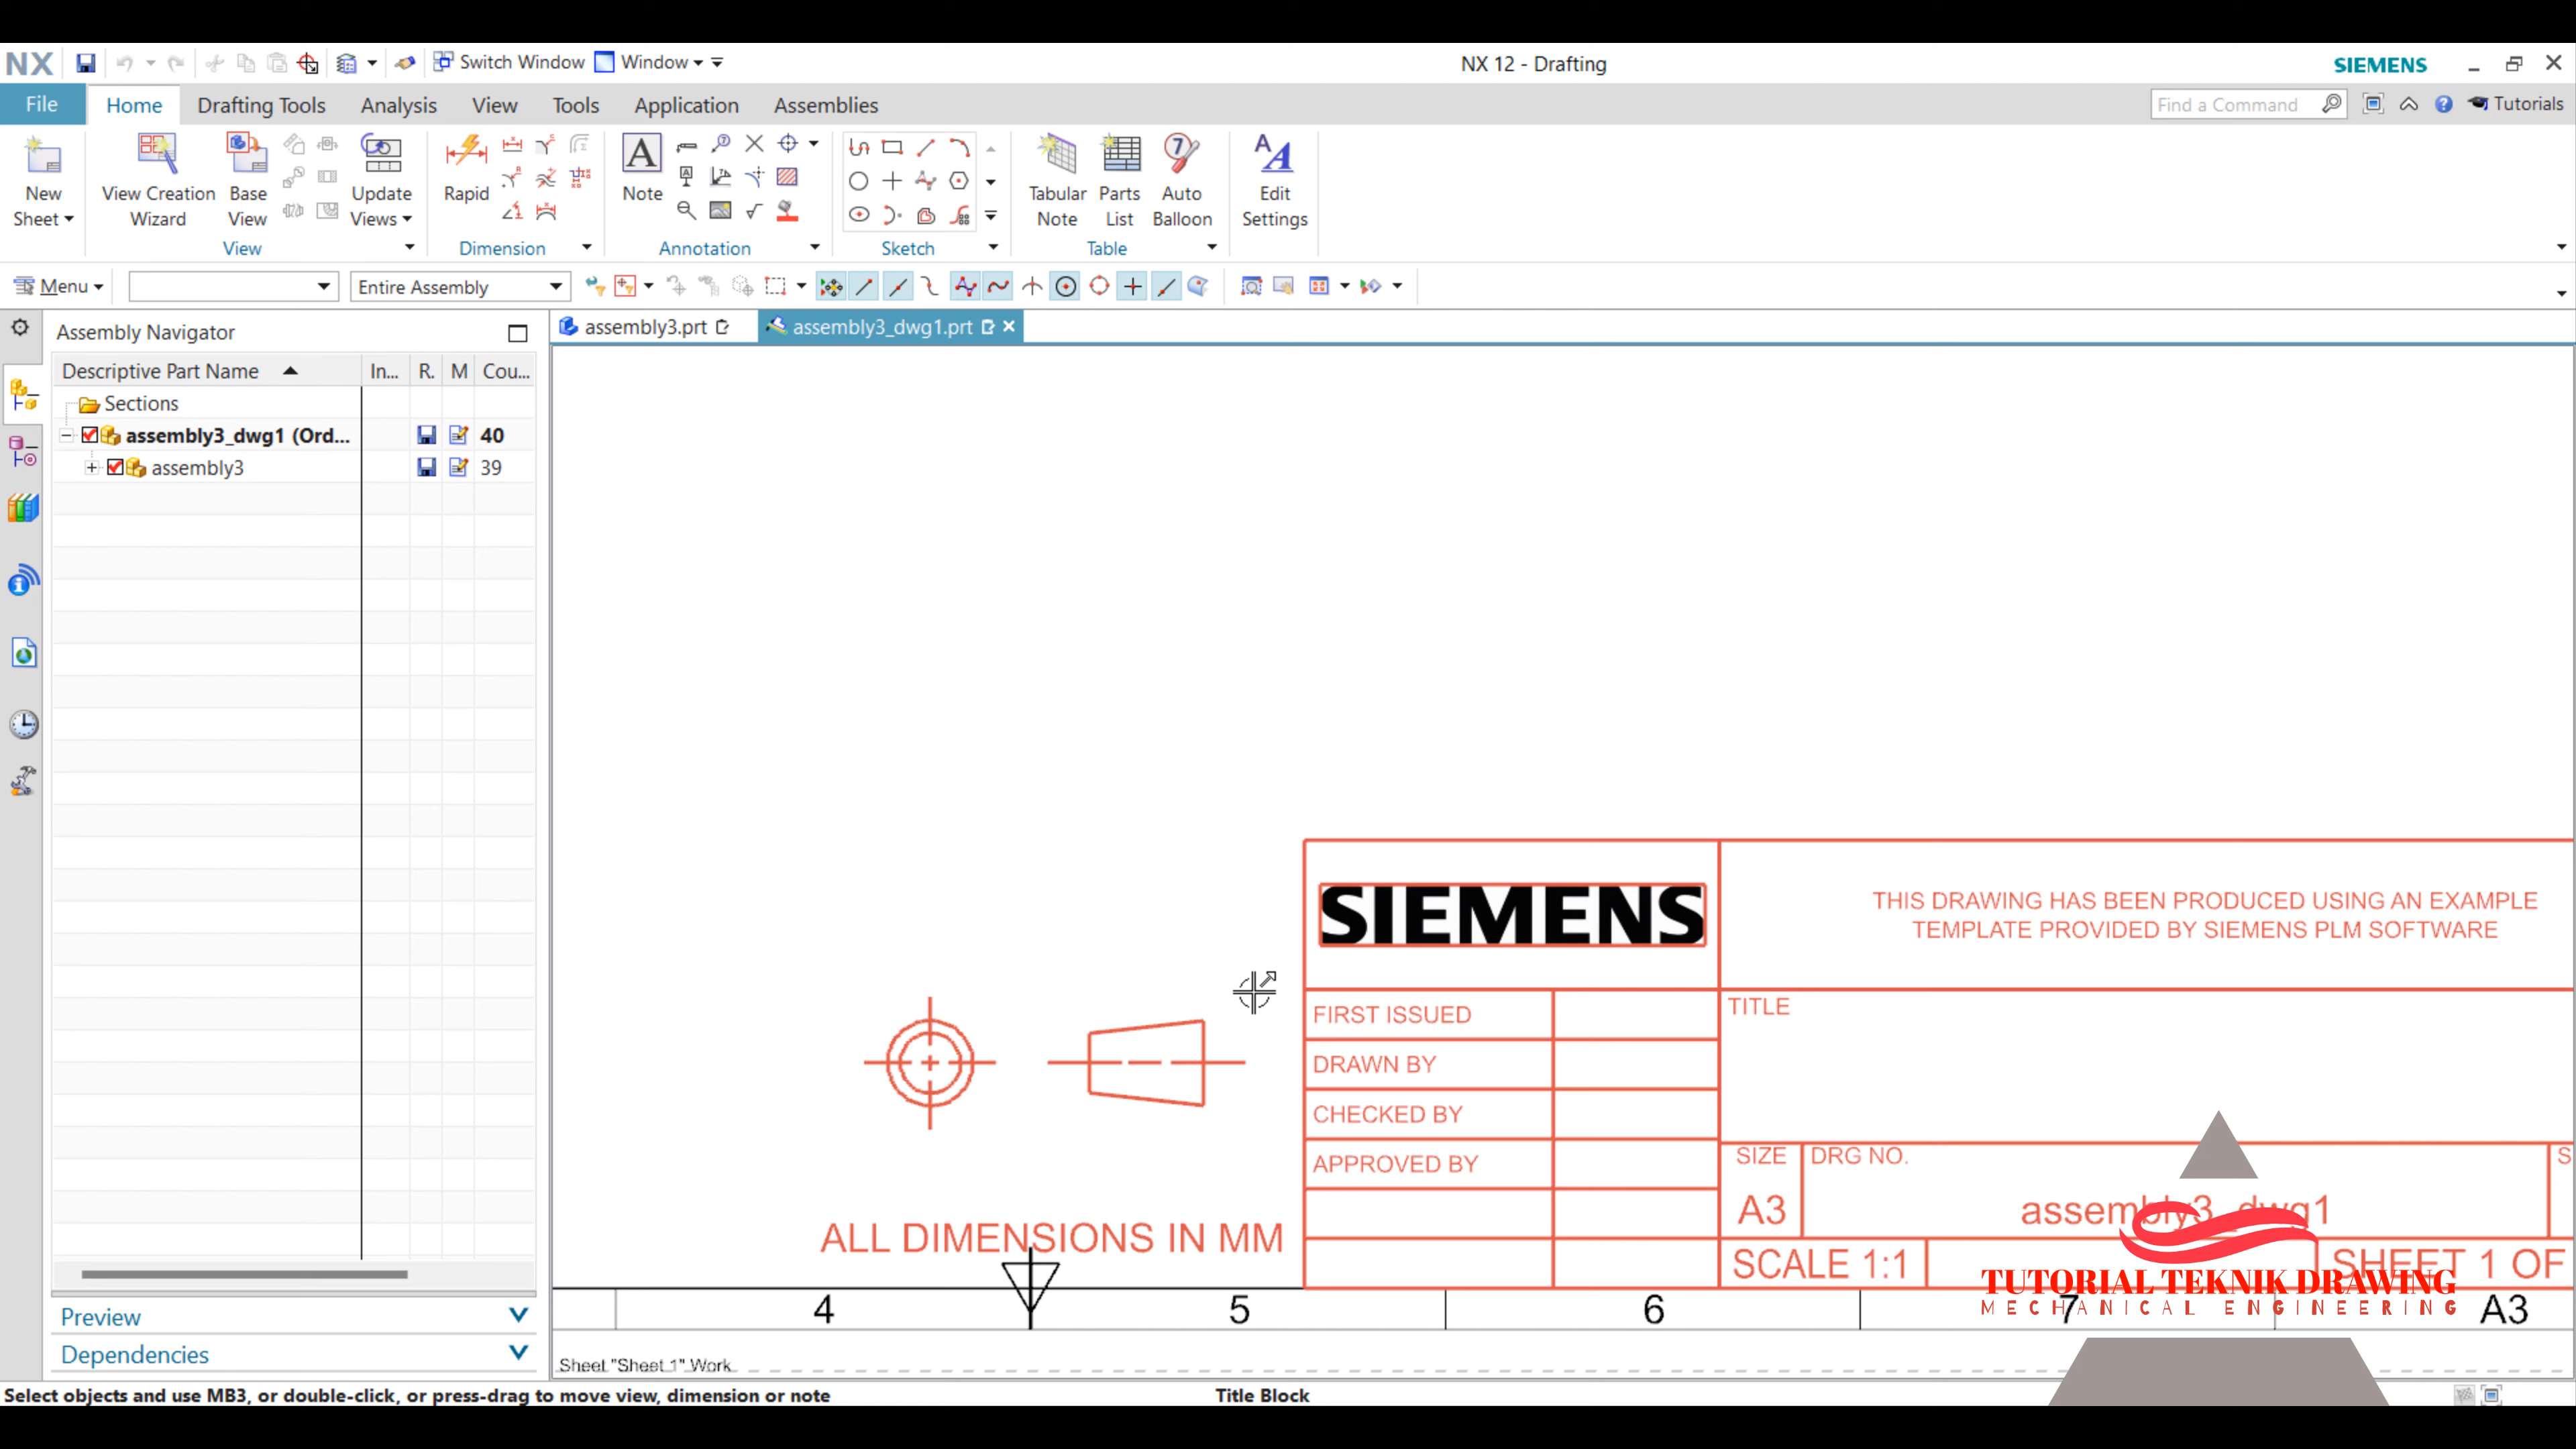 NX Switch Window Window NX 12 - Drafting SIEMENS
File Home Drafting Tools Analysis View Tools Application Assemblies Find a Command Tutorials
New Sheet
View Creation Wizard
Base View
Update Views
View
Rapid
Dimension
Note
Annotation
Sketch
Tabular Note
Parts List
Auto Balloon
Table
Edit Settings
Menu Entire Assembly
Assembly Navigator
assembly3.prt assembly3_dwg1.prt
Descriptive Part Name In... R. M Cou...
Sections
assembly3_dwg1 (Ord... 40
assembly3 39
SIEMENS
THIS DRAWING HAS BEEN PRODUCED USING AN EXAMPLE
TEMPLATE PROVIDED BY SIEMENS PLM SOFTWARE
FIRST ISSUED
TITLE
DRAWN BY
CHECKED BY
APPROVED BY
SIZE DRG NO.
A3 assembly3_dwg1
ALL DIMENSIONS IN MM
SCALE 1:1 SHEET 1 OF
TUTORIAL TEKNIK DRAWING
MECHANICAL ENGINEERING
4 5 6 7 A3
Preview
Dependencies
Sheet "Sheet 1" Work
Select objects and use MB3, or double-click, or press-drag to move view, dimension or note Title Block